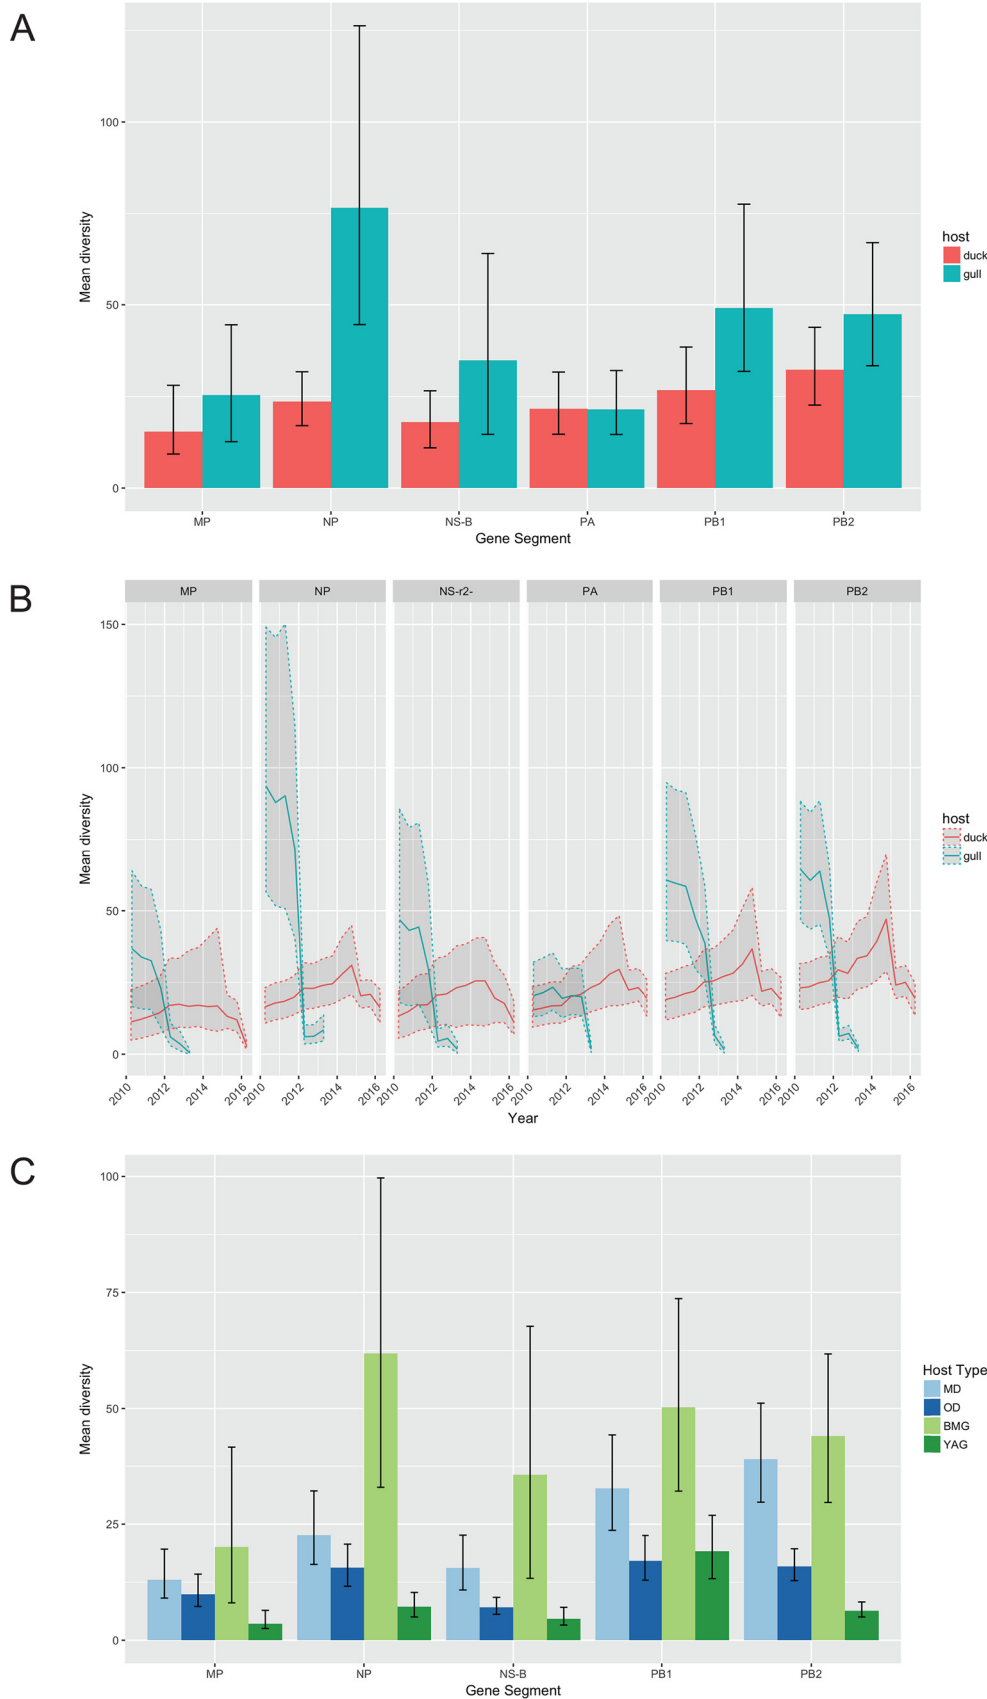 A
100
50
0
Mean diversity
MP NP NS-B PA PB1 PB2
Gene Segment
host
duck
gull
B
MP NP NS-r2- PA PB1 PB2
150
100
50
0
Mean diversity
2010 2012 2014 2016 2010 2012 2014 2016 2010 2012 2014 2016 2010 2012 2014 2016 2010 2012 2014 2016 2010 2012 2014 2016
Year
host
duck
gull
C
100
75
50
25
0
Mean diversity
MP NP NS-B PB1 PB2
Gene Segment
Host Type
MD
OD
BMG
YAG